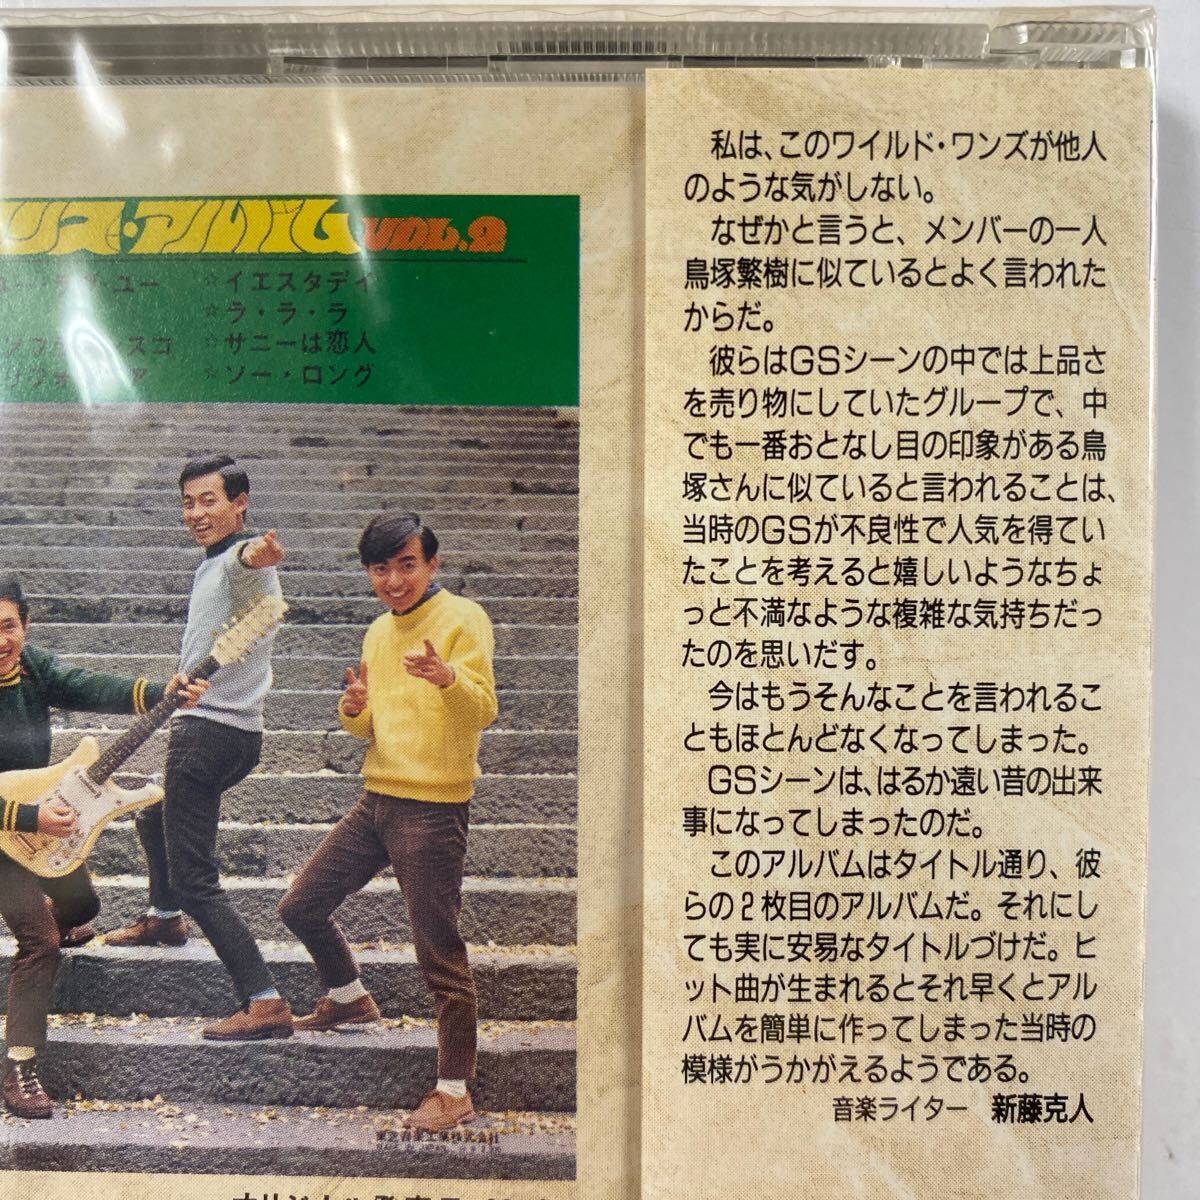 ンズ・アルバム VOL.2
ユー
☆イエスタデイ
☆ラ・ラ・ラ
スコ
☆サニーは恋人
☆ソー・ロング
東芝音楽工業株式会社
私は、このワイルド・ワンズが他人
のような気がしない。
なぜかと言うと、メンバーの一人
鳥塚繁樹に似ているとよく言われた
からだ。
彼らはGSシーンの中では上品さ
を売り物にしていたグループで、中
でも一番おとなし目の印象がある鳥
塚さんに似ていると言われることは、
当時のGSが不良性で人気を得てい
たことを考えると嬉しいようなちょ
っと不満なような複雑な気持ちだっ
たのを思いだす。
今はもうそんなことを言われるこ
ともほとんどなくなってしまった。
GSシーンは、はるか遠い昔の出来
事になってしまったのだ。
このアルバムはタイトル通り、彼
らの2枚目のアルバムだ。それにし
ても実に安易なタイトルづけだ。ヒ
ット曲が生まれるとそれ早くとアル
バムを簡単に作ってしまった当時の
模様がうかがえるようである。
音楽ライター 新藤克人